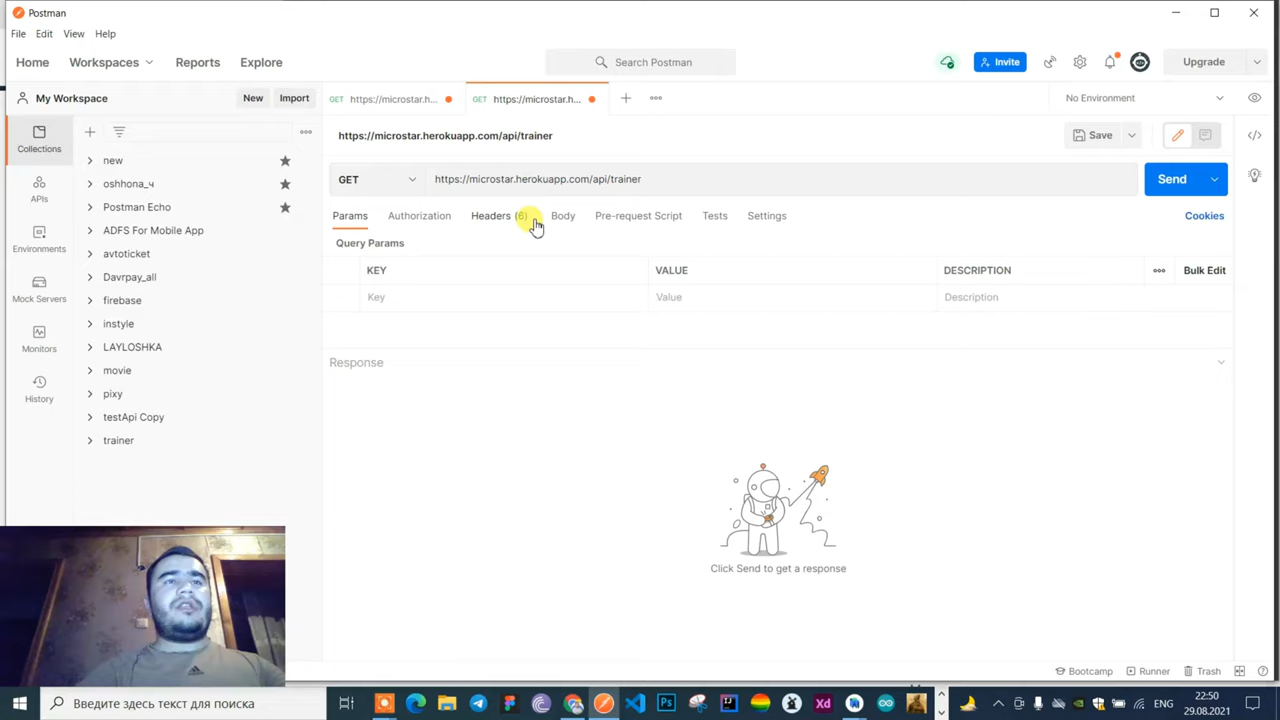 Postman
File Edit View Help
Home Workspaces Reports Explore Search Postman Invite Upgrade
My Workspace New Import GET https://microstar.h... GET https://microstar.h... No Environment
https://microstar.herokuapp.com/api/trainer Save
Collections
APIs
Environments
Mock Servers
Monitors
History
new
oshhona_ч
Postman Echo
ADFS For Mobile App
avtoticket
Davrpay_all
firebase
instyle
LAYLOSHKA
movie
pixy
testApi Copy
trainer
GET https://microstar.herokuapp.com/api/trainer Send
Params Authorization Headers (6) Body Pre-request Script Tests Settings Cookies
Query Params
KEY VALUE DESCRIPTION Bulk Edit
Key Value Description
Response
Click Send to get a response
Bootcamp Runner Trash
Введите здесь текст для поиска
ENG 22:50
29.08.2021